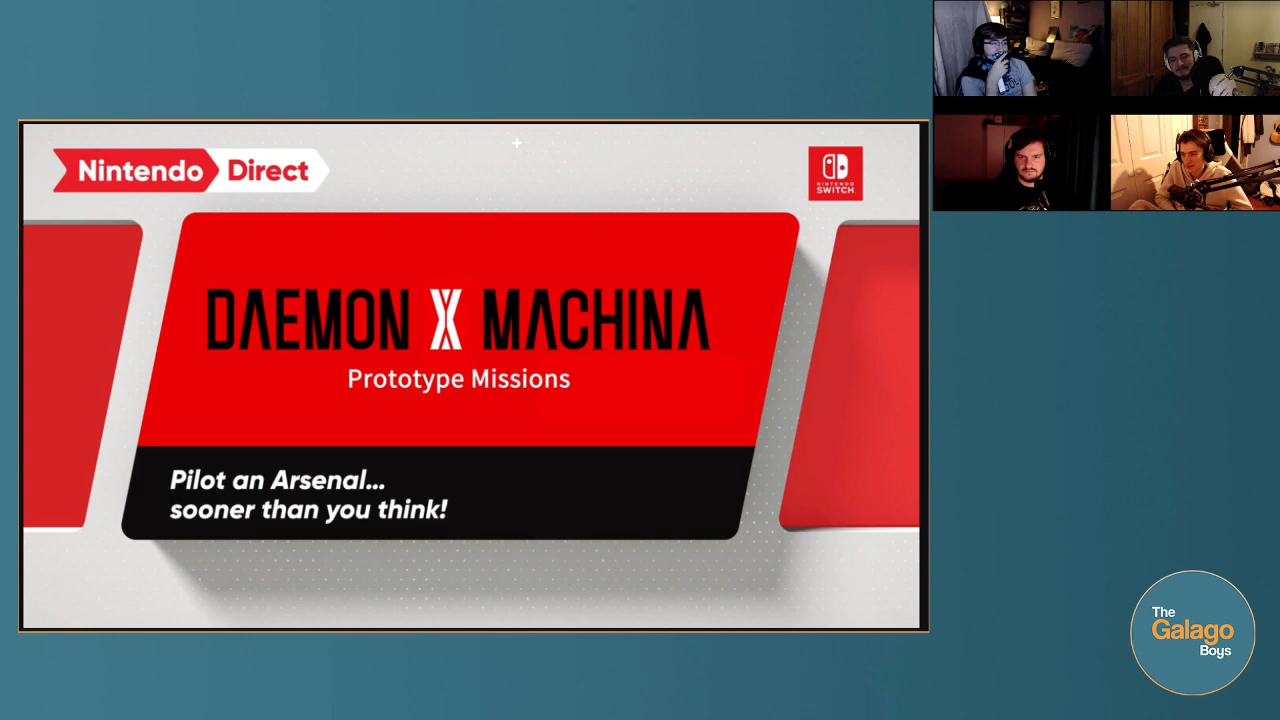 Nintendo Direct
NINTENDO
SWITCH
DAEMON X MACHINA
Prototype Missions
Pilot an Arsenal...
sooner than you think!
The
Galago
Boys